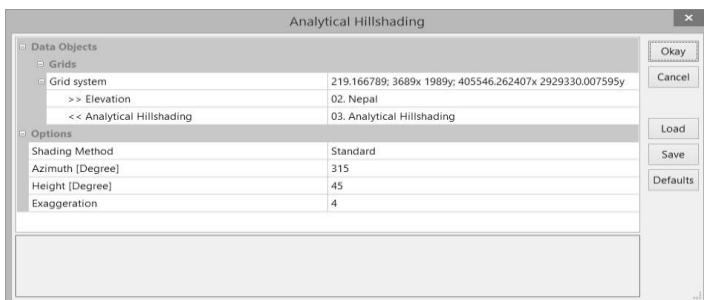 Analytical Hillshading
Data Objects
Grids
Grid system 219.166789; 3689x 1989y; 405546.262407x 2929330.007595y
>> Elevation 02. Nepal
<< Analytical Hillshading 03. Analytical Hillshading
Options
Shading Method Standard
Azimuth [Degree] 315
Height [Degree] 45
Exaggeration 4
Okay
Cancel
Load
Save
Defaults